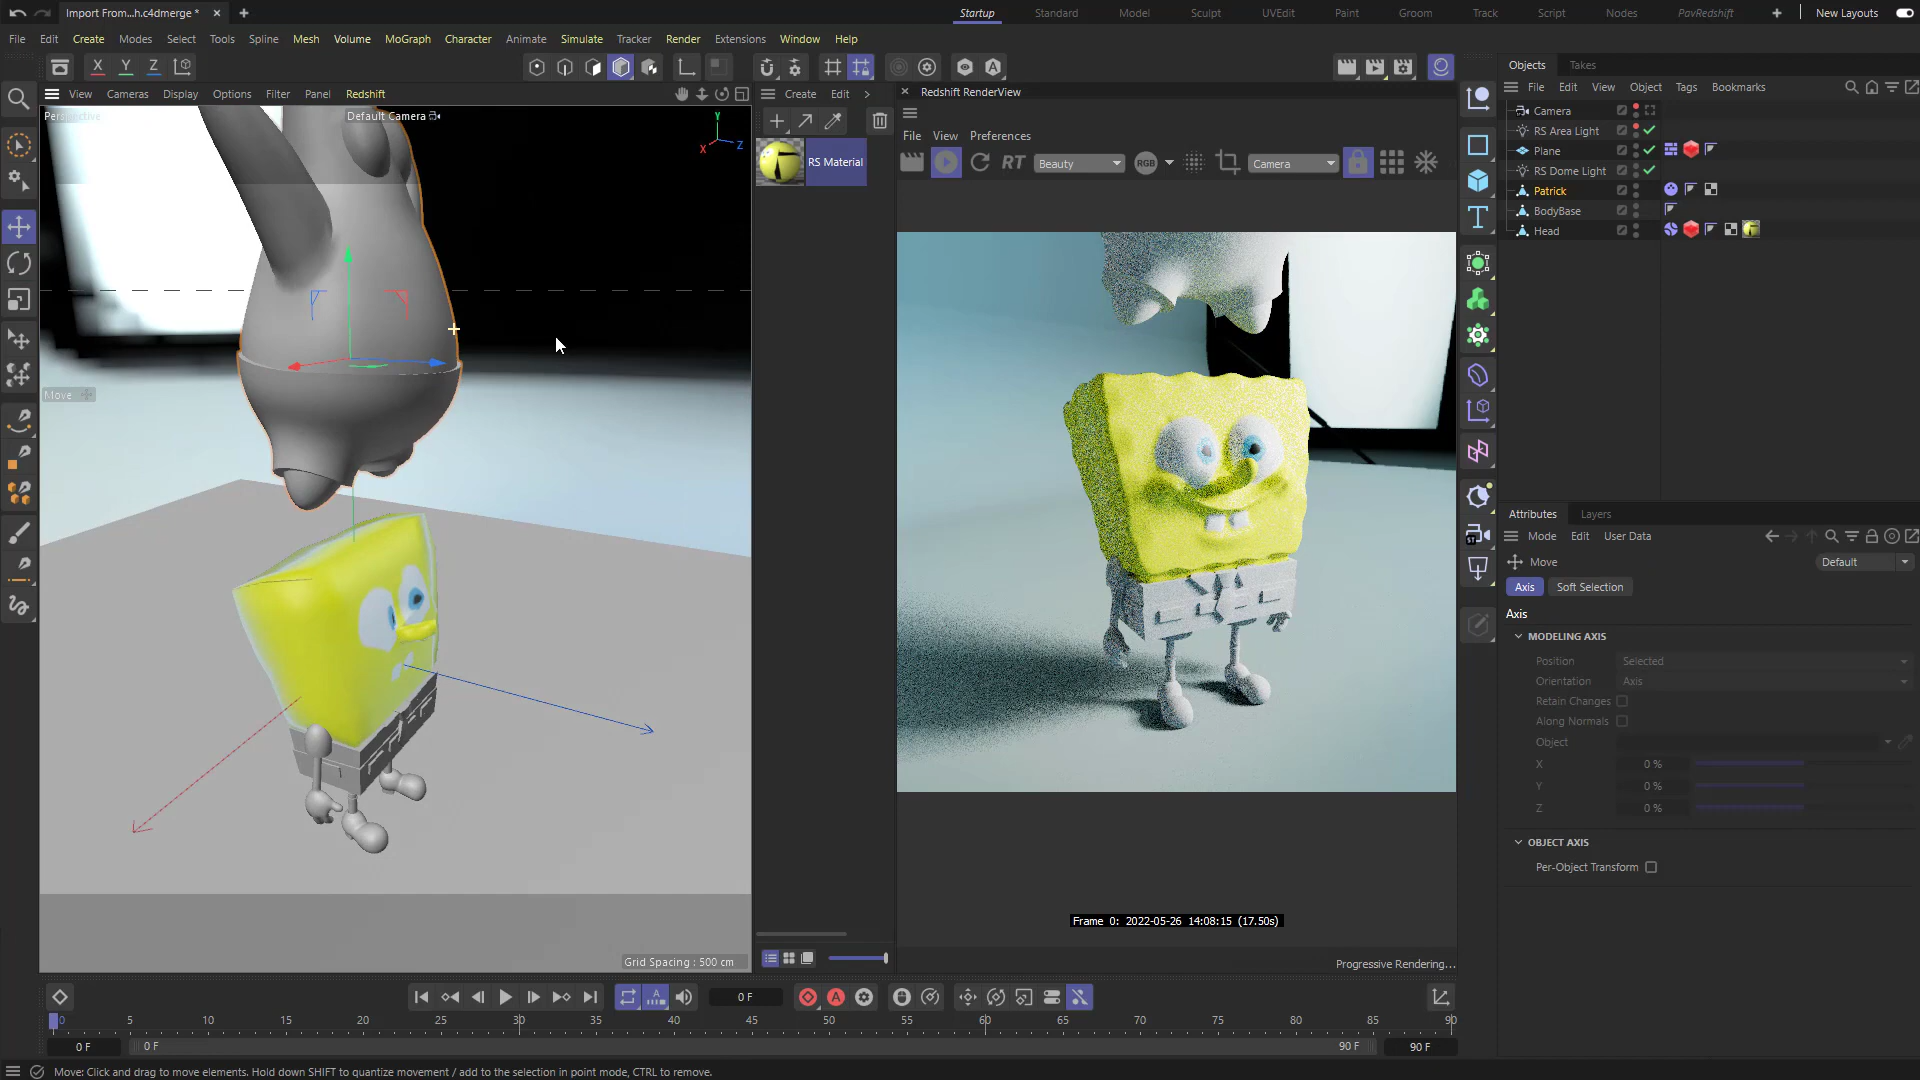 Import From...h.c4dmerge *
Startup
Standard
Model
Sculpt
UVEdit
Paint
Groom
Track
Script
Nodes
PavRedshift
New Layouts
File Edit Create Modes Select Tools Spline Mesh Volume MoGraph Character Animate Simulate Tracker Render Extensions Window Help
X Y Z
View Cameras Display Options Filter Panel Redshift
Perspective
Default Camera
Y
X
Z
Move
Grid Spacing : 500 cm
Create Edit
RS Material
Redshift RenderView
File View Preferences
RT
Beauty
RGB
Camera
Frame 0: 2022-05-26 14:08:15 (17.50s)
Progressive Rendering...
Objects Takes
File Edit View Object Tags Bookmarks
Camera
RS Area Light
Plane
RS Dome Light
Patrick
BodyBase
Head
Attributes Layers
Mode Edit User Data
Move
Default
Axis
Soft Selection
Axis
MODELING AXIS
Position Selected
Orientation Axis
Retain Changes
Along Normals
Object
X 0 %
Y 0 %
Z 0 %
OBJECT AXIS
Per-Object Transform
0 F
0 5 10 15 20 25 30 35 40 45 50 55 60 65 70 75 80 85 90
0 F 0 F 90 F 90 F
Move: Click and drag to move elements. Hold down SHIFT to quantize movement / add to the selection in point mode, CTRL to remove.